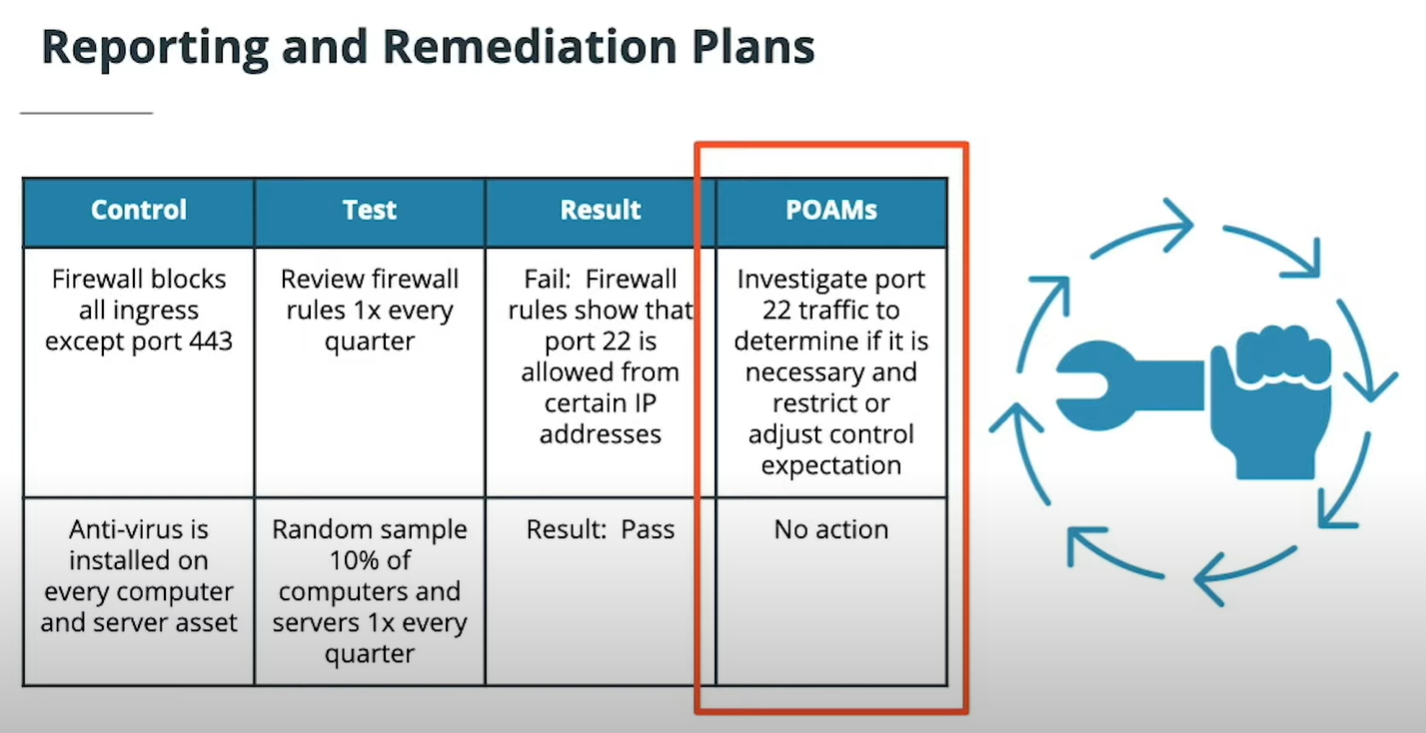 Reporting and Remediation Plans
Control
Test
Result
POAMs
Firewall blocks
all ingress
except port 443
Review firewall
rules 1x every
quarter
Fail: Firewall
rules show that
port 22 is
allowed from
certain IP
addresses
Investigate port
22 traffic to
determine if it is
necessary and
restrict or
adjust control
expectation
Anti-virus is
installed on
every computer
and server asset
Random sample
10% of
computers and
servers 1x every
quarter
Result: Pass
No action